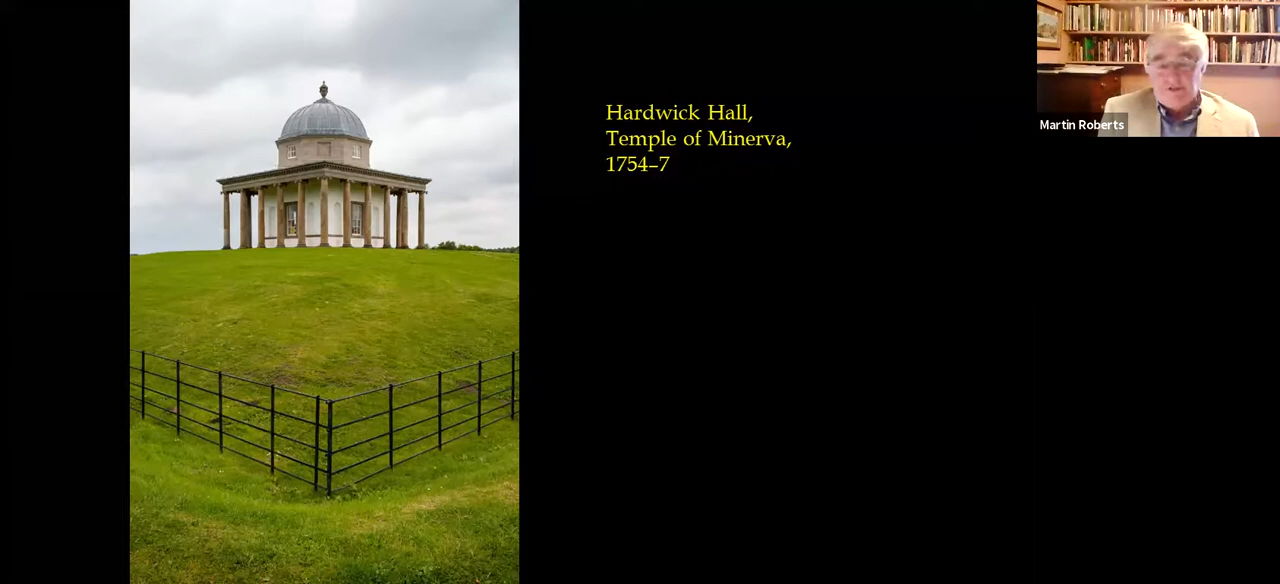 Hardwick Hall,
Temple of Minerva,
1754–7
Martin Roberts